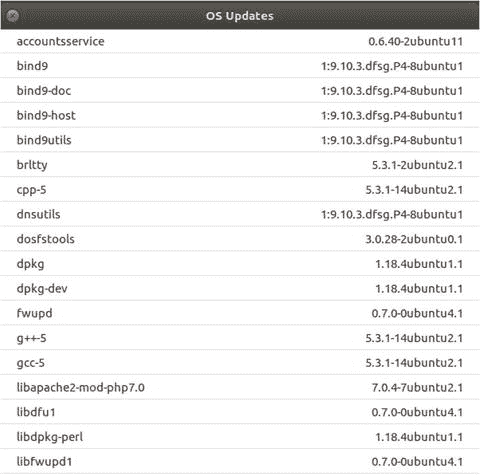 OS Updates
accountsservice 0.6.40-2ubuntu11
bind9 1:9.10.3.dfsg.P4-8ubuntu1
bind9-doc 1:9.10.3.dfsg.P4-8ubuntu1
bind9-host 1:9.10.3.dfsg.P4-8ubuntu1
bind9utils 1:9.10.3.dfsg.P4-8ubuntu1
brltty 5.3.1-2ubuntu2.1
cpp-5 5.3.1-14ubuntu2.1
dnsutils 1:9.10.3.dfsg.P4-8ubuntu1
dosfstools 3.0.28-2ubuntu0.1
dpkg 1.18.4ubuntu1.1
dpkg-dev 1.18.4ubuntu1.1
fwupd 0.7.0-0ubuntu4.1
g++-5 5.3.1-14ubuntu2.1
gcc-5 5.3.1-14ubuntu2.1
libapache2-mod-php7.0 7.0.4-7ubuntu2.1
libdfu1 0.7.0-0ubuntu4.1
libdpkg-perl 1.18.4ubuntu1.1
libfwupd1 0.7.0-0ubuntu4.1